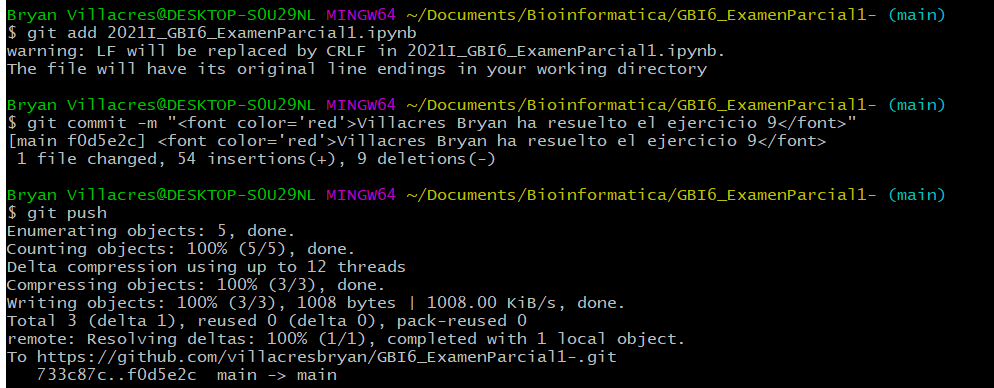 Bryan Villacres@DESKTOP-S0U29NL MINGW64 ~/Documents/Bioinformatica/GBI6_ExamenParcial1- (main)
$ git add 2021I_GBI6_ExamenParcial1.ipynb
warning: LF will be replaced by CRLF in 2021I_GBI6_ExamenParcial1.ipynb.
The file will have its original line endings in your working directory
Bryan Villacres@DESKTOP-S0U29NL MINGW64 ~/Documents/Bioinformatica/GBI6_ExamenParcial1- (main)
$ git commit -m "<font color='red'>Villacres Bryan ha resuelto el ejercicio 9</font>"
[main f0d5e2c] <font color='red'>Villacres Bryan ha resuelto el ejercicio 9</font>
 1 file changed, 54 insertions(+), 9 deletions(-)
Bryan Villacres@DESKTOP-S0U29NL MINGW64 ~/Documents/Bioinformatica/GBI6_ExamenParcial1- (main)
$ git push
Enumerating objects: 5, done.
Counting objects: 100% (5/5), done.
Delta compression using up to 12 threads
Compressing objects: 100% (3/3), done.
Writing objects: 100% (3/3), 1008 bytes | 1008.00 KiB/s, done.
Total 3 (delta 1), reused 0 (delta 0), pack-reused 0
remote: Resolving deltas: 100% (1/1), completed with 1 local object.
To https://github.com/villacresbryan/GBI6_ExamenParcial1-.git
   733c87c..f0d5e2c  main -> main